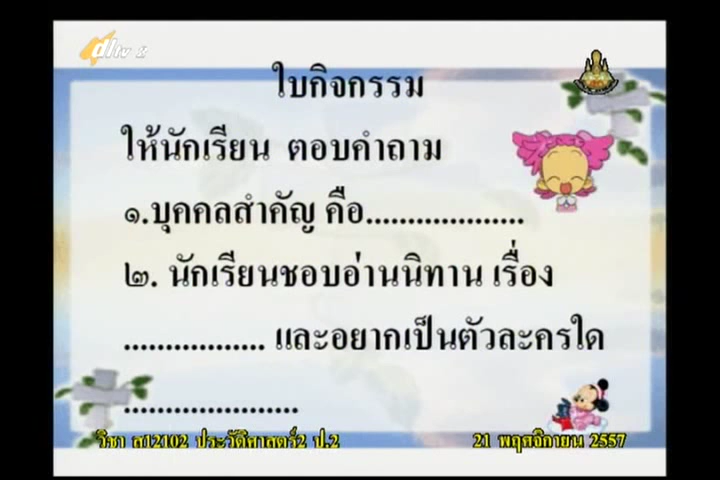 dltv 2
ใบกิจกรรม
ให้นักเรียน ตอบคำถาม
๑.บุคคลสำคัญ คือ...................
๒. นักเรียนชอบอ่านนิทาน เรื่อง
................. และอยากเป็นตัวละครใด
.....................
วิชา ส12102 ประวัติศาสตร์2 ป.2
21 พฤศจิกายน 2557